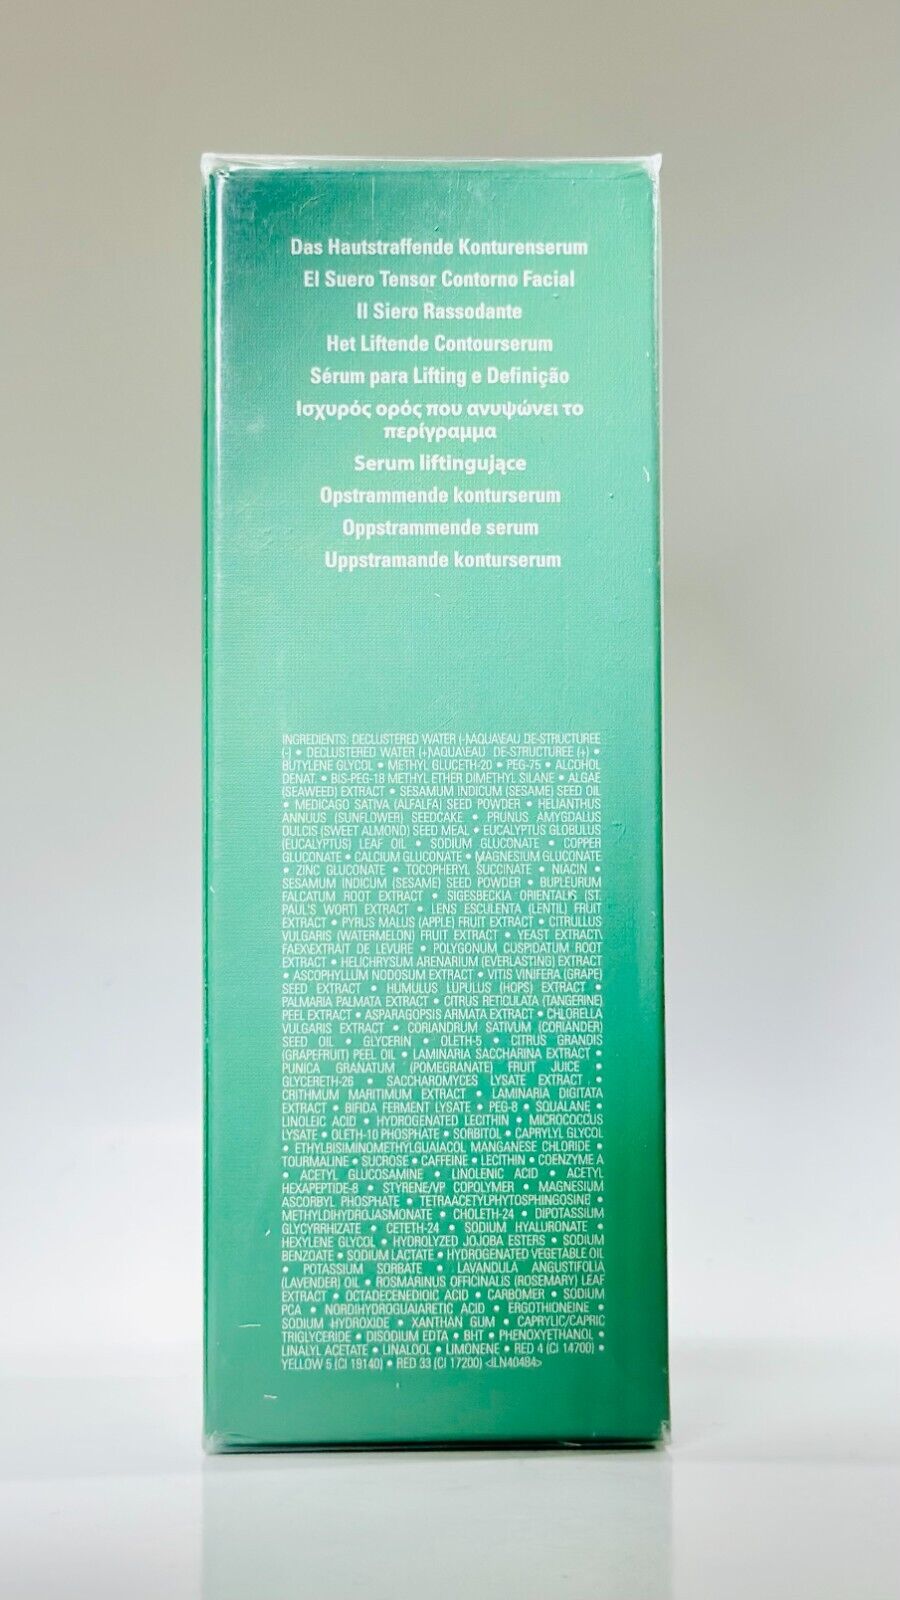 Das Hautstraffende Konturenserum
El Suero Tensor Contorno Facial
Il Siero Rassodante
Het Liftende Contourserum
Sérum para Lifting e Definição
Ισχυρός ορός που ανυψώνει το
περίγραμμα
Serum liftingujące
Opstrammende konturserum
Oppstrammende serum
Uppstramande konturserum
INGREDIENTS: DECLUSTERED WATER (-)\AQUA\EAU DE-STRUCTUREE
(-) • DECLUSTERED WATER (+)\AQUA\EAU DE-STRUCTUREE (+) •
BUTYLENE GLYCOL • METHYL GLUCETH-20 • PEG-75 • ALCOHOL
DENAT. • BIS-PEG-18 METHYL ETHER DIMETHYL SILANE • ALGAE
(SEAWEED) EXTRACT • SESAMUM INDICUM (SESAME) SEED OIL
• MEDICAGO SATIVA (ALFALFA) SEED POWDER • HELIANTHUS
ANNUUS (SUNFLOWER) SEEDCAKE • PRUNUS AMYGDALUS
DULCIS (SWEET ALMOND) SEED MEAL • EUCALYPTUS GLOBULUS
(EUCALYPTUS) LEAF OIL • SODIUM GLUCONATE • COPPER
GLUCONATE • CALCIUM GLUCONATE • MAGNESIUM GLUCONATE
• ZINC GLUCONATE • TOCOPHERYL SUCCINATE • NIACIN •
SESAMUM INDICUM (SESAME) SEED POWDER • BUPLEURUM
FALCATUM ROOT EXTRACT • SIGESBECKIA ORIENTALIS (ST.
PAUL'S WORT) EXTRACT • LENS ESCULENTA (LENTIL) FRUIT
EXTRACT • PYRUS MALUS (APPLE) FRUIT EXTRACT • CITRULLUS
VULGARIS (WATERMELON) FRUIT EXTRACT • YEAST EXTRACT\
FAEX\EXTRAIT DE LEVURE • POLYGONUM CUSPIDATUM ROOT
EXTRACT • HELICHRYSUM ARENARIUM (EVERLASTING) EXTRACT
• ASCOPHYLLUM NODOSUM EXTRACT • VITIS VINIFERA (GRAPE)
SEED EXTRACT • HUMULUS LUPULUS (HOPS) EXTRACT •
PALMARIA PALMATA EXTRACT • CITRUS RETICULATA (TANGERINE)
PEEL EXTRACT • ASPARAGOPSIS ARMATA EXTRACT • CHLORELLA
VULGARIS EXTRACT • CORIANDRUM SATIVUM (CORIANDER)
SEED OIL • GLYCERIN • OLETH-5 • CITRUS GRANDIS
(GRAPEFRUIT) PEEL OIL • LAMINARIA SACCHARINA EXTRACT •
PUNICA GRANATUM (POMEGRANATE) FRUIT JUICE •
GLYCERETH-26 • SACCHAROMYCES LYSATE EXTRACT •
CRITHMUM MARITIMUM EXTRACT • LAMINARIA DIGITATA
EXTRACT • BIFIDA FERMENT LYSATE • PEG-8 • SQUALANE •
LINOLEIC ACID • HYDROGENATED LECITHIN • MICROCOCCUS
LYSATE • OLETH-10 PHOSPHATE • SORBITOL • CAPRYLYL GLYCOL
• ETHYLBISIMINOMETHYLGUAIACOL MANGANESE CHLORIDE •
TOURMALINE • SUCROSE • CAFFEINE • LECITHIN • COENZYME A
• ACETYL GLUCOSAMINE • LINOLENIC ACID • ACETYL
HEXAPEPTIDE-8 • STYRENE/VP COPOLYMER • MAGNESIUM
ASCORBYL PHOSPHATE • TETRAACETYLPHYTOSPHINGOSINE •
METHYLDIHYDROJASMONATE • CHOLETH-24 • DIPOTASSIUM
GLYCYRRHIZATE • CETETH-24 • SODIUM HYALURONATE •
HEXYLENE GLYCOL • HYDROLYZED JOJOBA ESTERS • SODIUM
BENZOATE • SODIUM LACTATE • HYDROGENATED VEGETABLE OIL
• POTASSIUM SORBATE • LAVANDULA ANGUSTIFOLIA
(LAVENDER) OIL • ROSMARINUS OFFICINALIS (ROSEMARY) LEAF
EXTRACT • OCTADECENEDIOIC ACID • CARBOMER • SODIUM
PCA • NORDIHYDROGUAIARETIC ACID • ERGOTHIONEINE •
SODIUM HYDROXIDE • XANTHAN GUM • CAPRYLIC/CAPRIC
TRIGLYCERIDE • DISODIUM EDTA • BHT • PHENOXYETHANOL •
LINALYL ACETATE • LINALOOL • LIMONENE • RED 4 (CI 14700) •
YELLOW 5 (CI 19140) • RED 33 (CI 17200) <ILN40484>